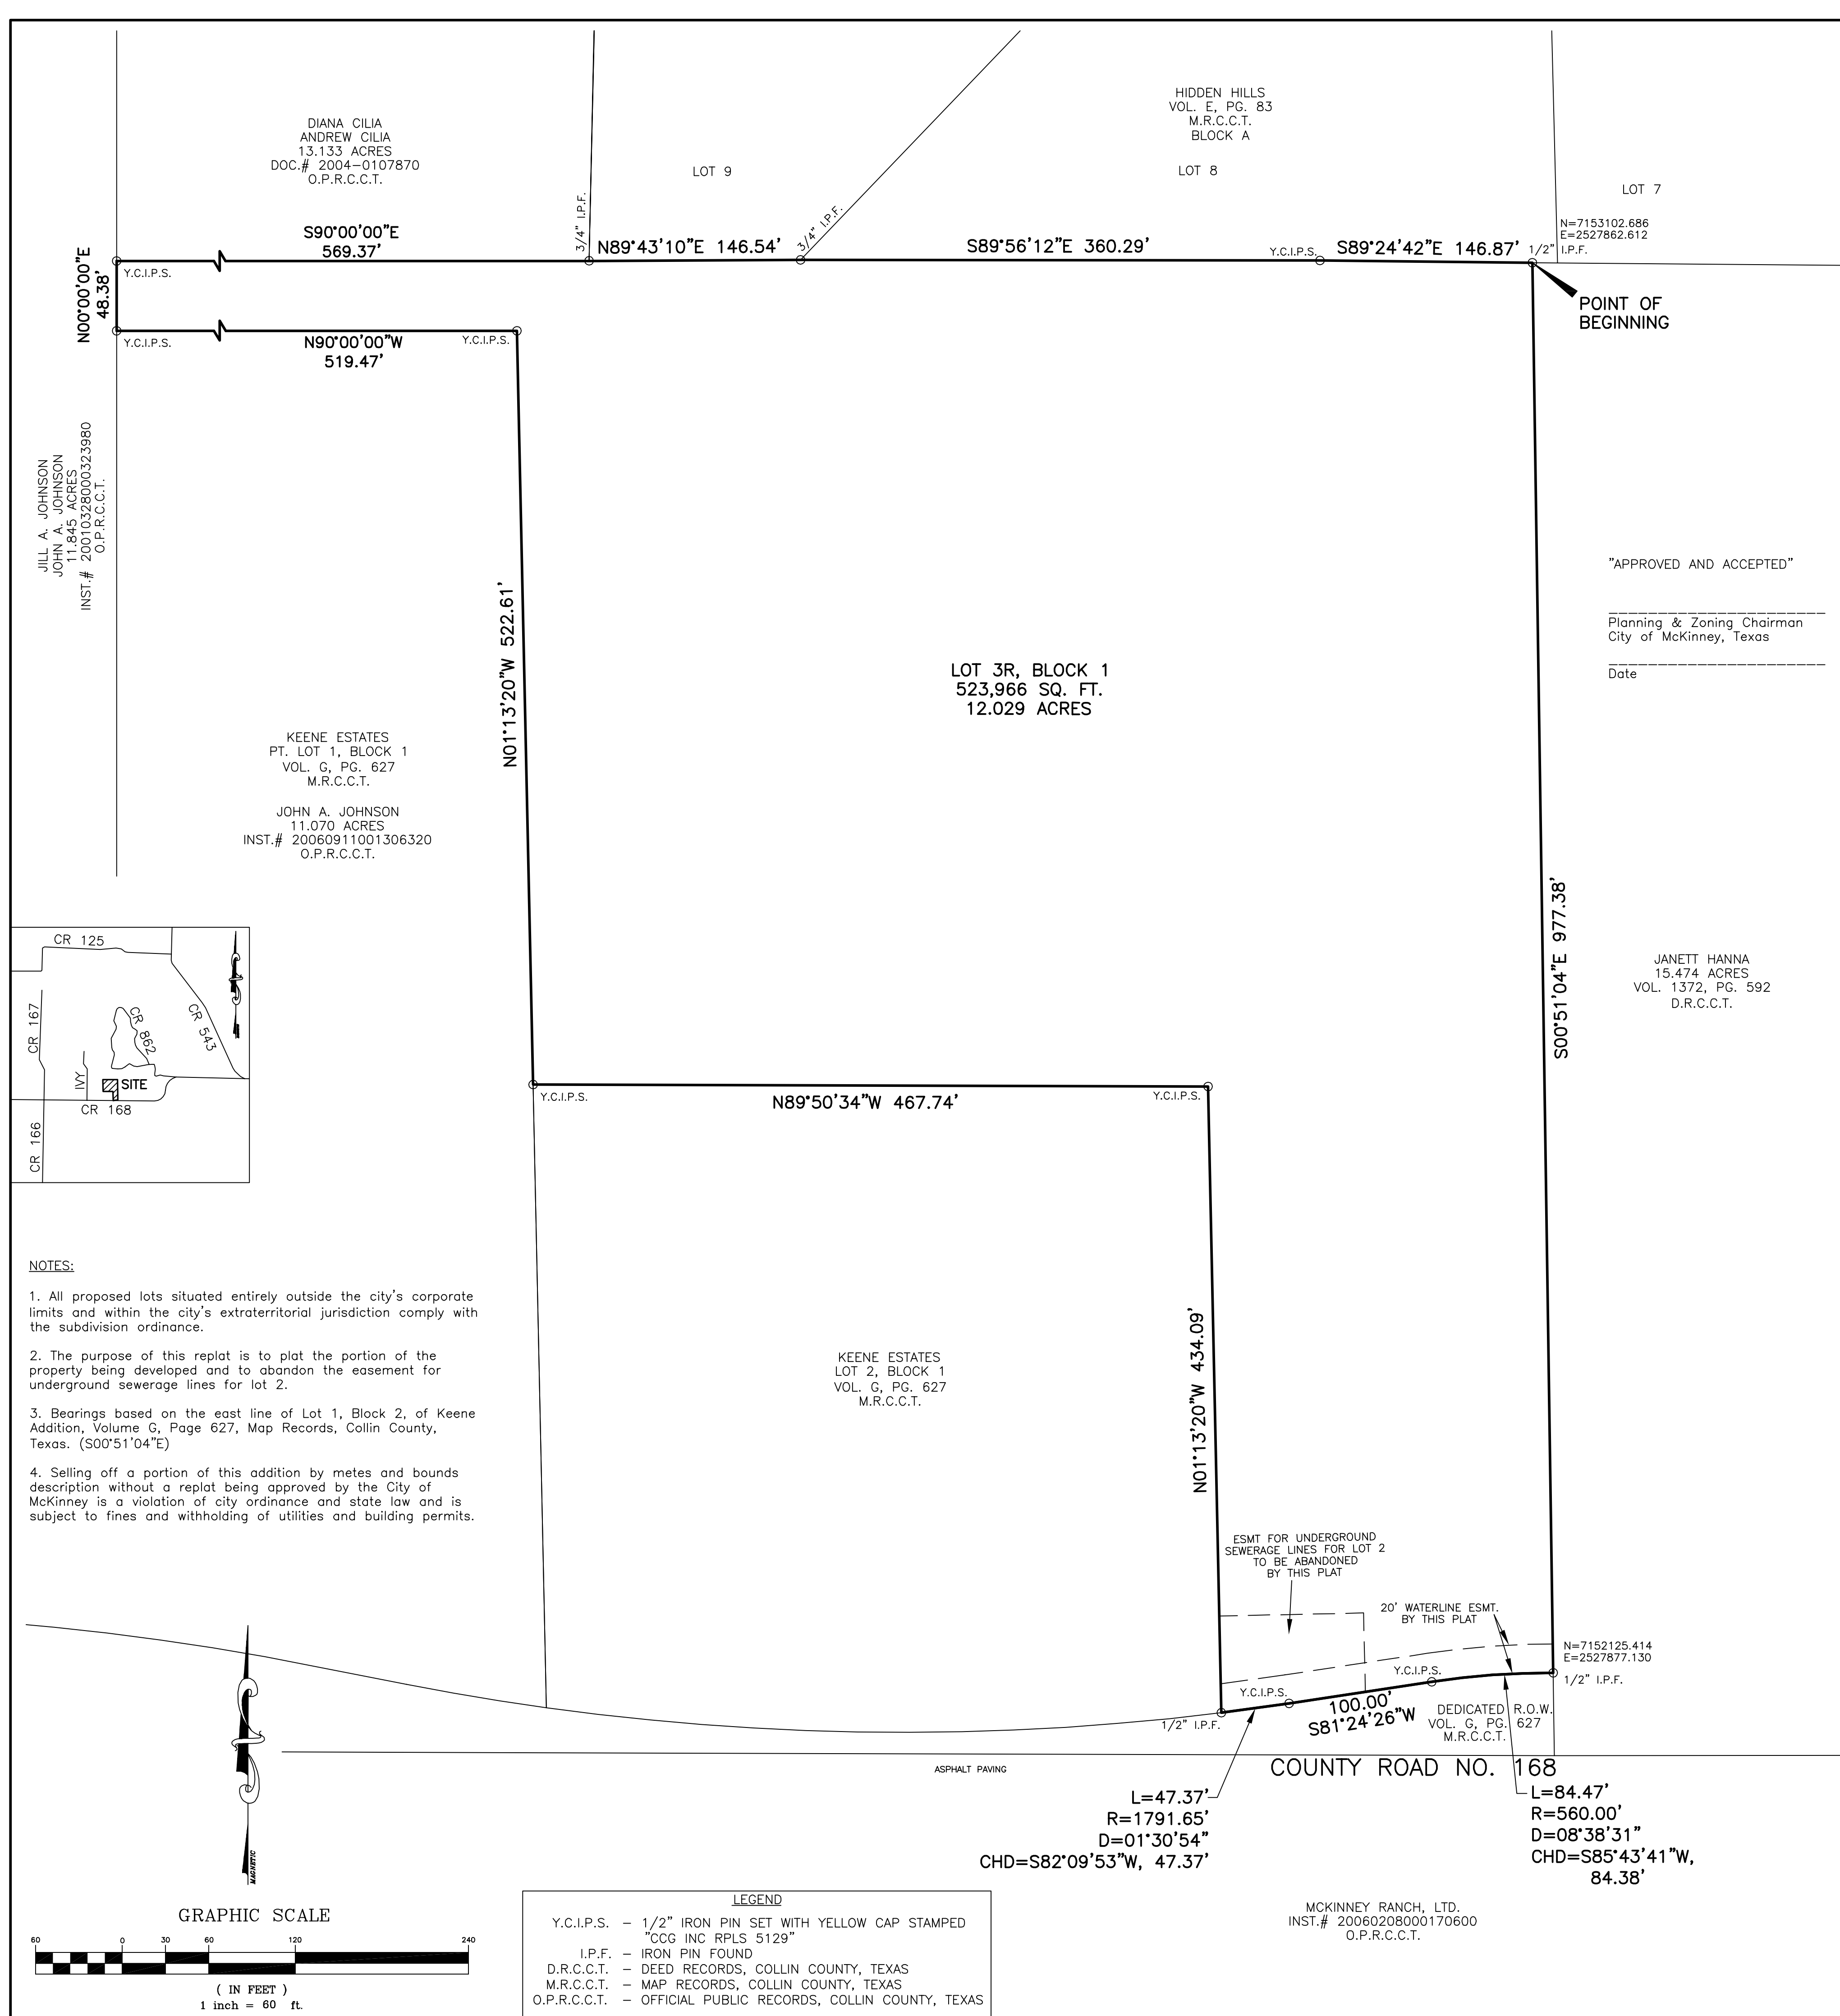 DIANA CILIA
ANDREW CILIA
13.133 ACRES
DOC.# 2004-0107870
O.P.R.C.C.T.
LOT 9
HIDDEN HILLS
VOL. E, PG. 83
M.R.C.C.T.
BLOCK A
LOT 8
LOT 7
N=7153102.686
E=2527862.612
1/2" I.P.F.
3/4" I.P.F.
3/4" I.P.F.
S90°00'00"E
569.37'
N89°43'10"E 146.54'
S89°56'12"E 360.29'
Y.C.I.P.S.
S89°24'42"E 146.87'
POINT OF
BEGINNING
N00°00'00"E
48.38'
Y.C.I.P.S.
Y.C.I.P.S.
N90°00'00"W
519.47'
Y.C.I.P.S.
JILL A. JOHNSON
JOHN A. JOHNSON
11.845 ACRES
INST.# 20010328000323980
O.P.R.C.C.T.
N01°13'20"W 522.61'
LOT 3R, BLOCK 1
523,966 SQ. FT.
12.029 ACRES
"APPROVED AND ACCEPTED"
Planning & Zoning Chairman
City of McKinney, Texas
Date
KEENE ESTATES
PT. LOT 1, BLOCK 1
VOL. G, PG. 627
M.R.C.C.T.
JOHN A. JOHNSON
11.070 ACRES
INST.# 20060911001306320
O.P.R.C.C.T.
S00°51'04"E 977.38'
JANETT HANNA
15.474 ACRES
VOL. 1372, PG. 592
D.R.C.C.T.
CR 125
CR 167
CR 862
CR 543
IVY
SITE
CR 168
CR 166
Y.C.I.P.S.
N89°50'34"W 467.74'
Y.C.I.P.S.
NOTES:
1. All proposed lots situated entirely outside the city's corporate
limits and within the city's extraterritorial jurisdiction comply with
the subdivision ordinance.
2. The purpose of this replat is to plat the portion of the
property being developed and to abandon the easement for
underground sewerage lines for lot 2.
3. Bearings based on the east line of Lot 1, Block 2, of Keene
Addition, Volume G, Page 627, Map Records, Collin County,
Texas. (S00°51'04"E)
4. Selling off a portion of this addition by metes and bounds
description without a replat being approved by the City of
McKinney is a violation of city ordinance and state law and is
subject to fines and withholding of utilities and building permits.
KEENE ESTATES
LOT 2, BLOCK 1
VOL. G, PG. 627
M.R.C.C.T.
N01°13'20"W 434.09'
ESMT FOR UNDERGROUND
SEWERAGE LINES FOR LOT 2
TO BE ABANDONED
BY THIS PLAT
20' WATERLINE ESMT.
BY THIS PLAT
N=7152125.414
E=2527877.130
1/2" I.P.F.
Y.C.I.P.S.
Y.C.I.P.S.
1/2" I.P.F.
100.00'
S81°24'26"W
DEDICATED R.O.W.
VOL. G, PG. 627
M.R.C.C.T.
ASPHALT PAVING
COUNTY ROAD NO. 168
L=47.37'
R=1791.65'
D=01°30'54"
CHD=S82°09'53"W, 47.37'
L=84.47'
R=560.00'
D=08°38'31"
CHD=S85°43'41"W,
84.38'
MCKINNEY RANCH, LTD.
INST.# 20060208000170600
O.P.R.C.C.T.
MAGNETIC
GRAPHIC SCALE
60 0 30 60 120 240
( IN FEET )
1 inch = 60 ft.
LEGEND
Y.C.I.P.S. – 1/2" IRON PIN SET WITH YELLOW CAP STAMPED
"CCG INC RPLS 5129"
I.P.F. – IRON PIN FOUND
D.R.C.C.T. – DEED RECORDS, COLLIN COUNTY, TEXAS
M.R.C.C.T. – MAP RECORDS, COLLIN COUNTY, TEXAS
O.P.R.C.C.T. – OFFICIAL PUBLIC RECORDS, COLLIN COUNTY, TEXAS